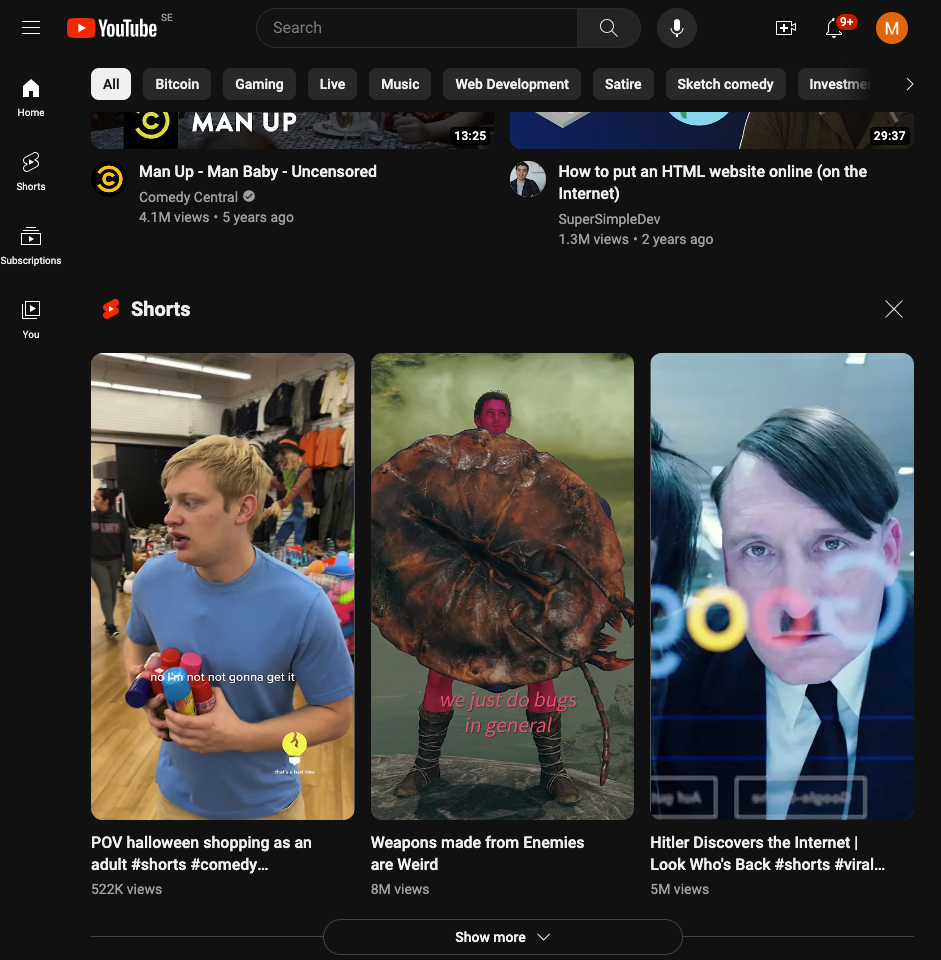 YouTube SE
Search
9+
M
All
Bitcoin
Gaming
Live
Music
Web Development
Satire
Sketch comedy
Investme
Home
Shorts
Subscriptions
You
MAN UP
13:25
29:37
Man Up - Man Baby - Uncensored
Comedy Central
4.1M views • 5 years ago
How to put an HTML website online (on the
Internet)
SuperSimpleDev
1.3M views • 2 years ago
Shorts
no I'm not not gonna get it
that's a bad idea
we just do bugs
in general
POV halloween shopping as an
adult #shorts #comedy…
522K views
Weapons made from Enemies
are Weird
8M views
Hitler Discovers the Internet |
Look Who's Back #shorts #viral…
5M views
Show more